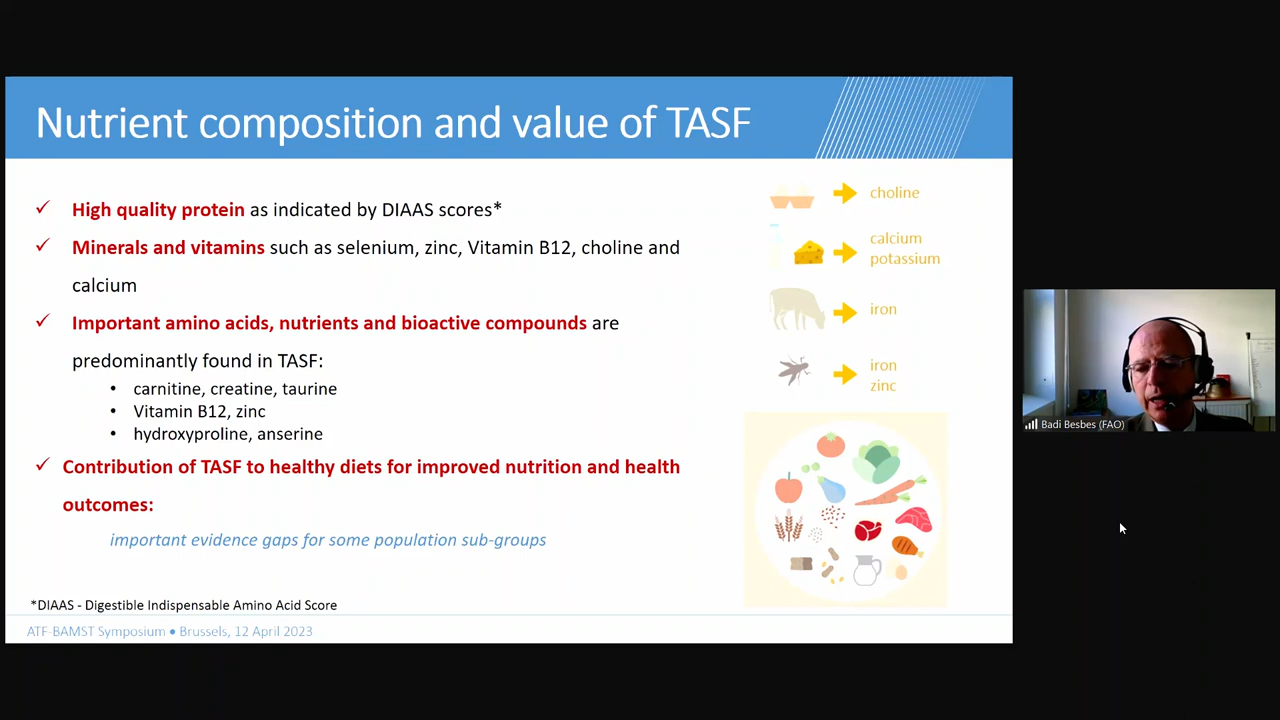 Nutrient composition and value of TASF
✓ High quality protein as indicated by DIAAS scores*
✓ Minerals and vitamins such as selenium, zinc, Vitamin B12, choline and
calcium
✓ Important amino acids, nutrients and bioactive compounds are
predominantly found in TASF:
• carnitine, creatine, taurine
• Vitamin B12, zinc
• hydroxyproline, anserine
✓ Contribution of TASF to healthy diets for improved nutrition and health
outcomes:
important evidence gaps for some population sub-groups
*DIAAS - Digestible Indispensable Amino Acid Score
ATF-BAMST Symposium • Brussels, 12 April 2023
choline
calcium
potassium
iron
iron
zinc
Badi Besbes (FAO)